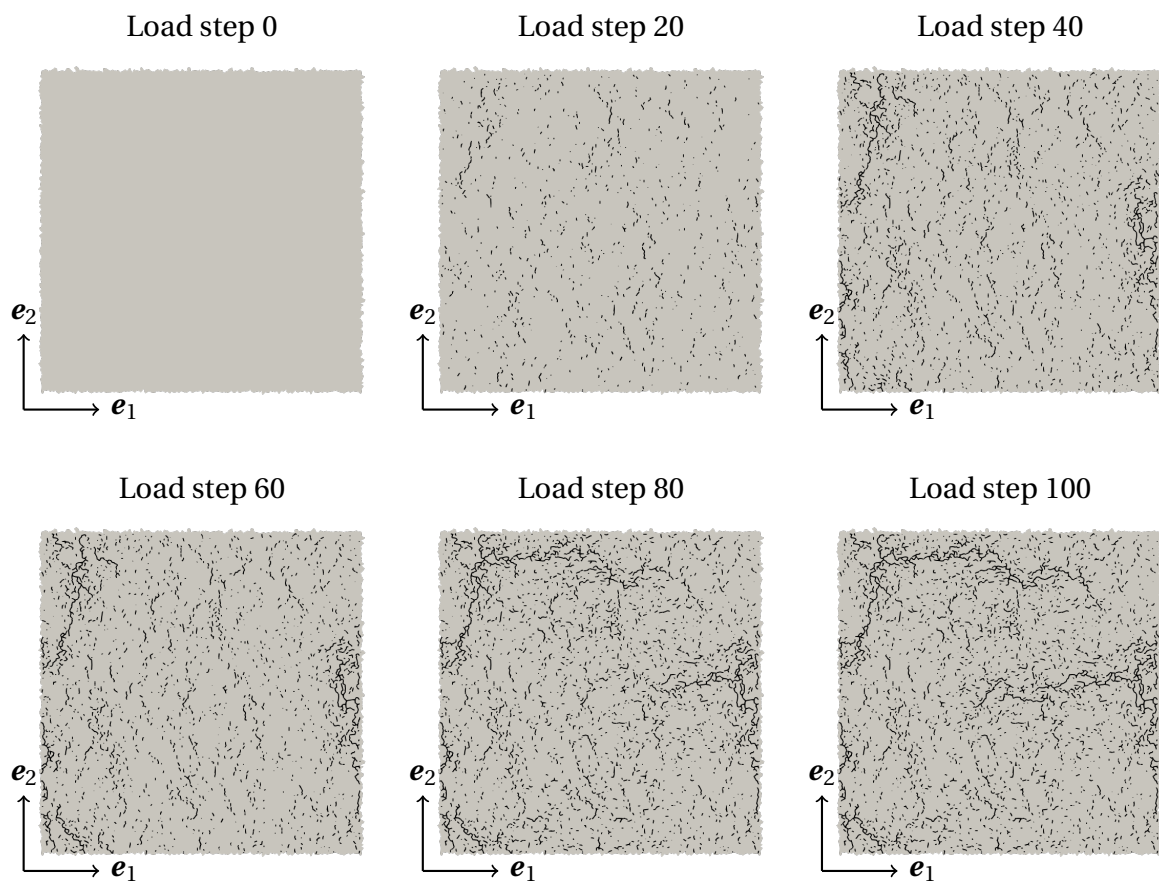 Load step 0
Load step 20
Load step 40
e₂
e₁
e₂
e₁
e₂
e₁
Load step 60
Load step 80
Load step 100
e₂
e₁
e₂
e₁
e₂
e₁